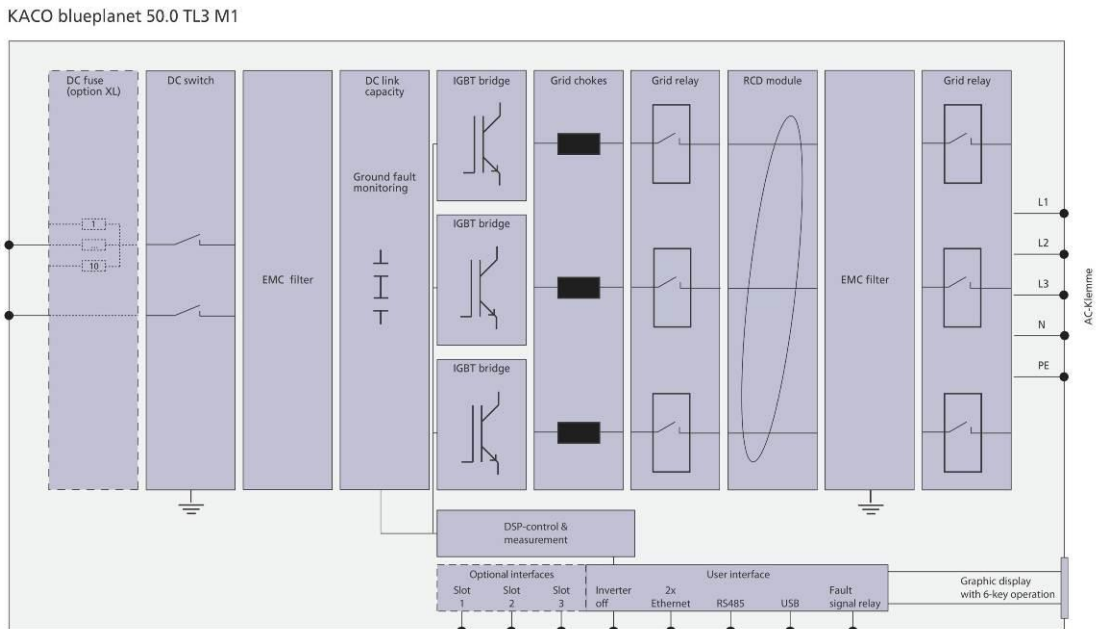 KACO blueplanet 50.0 TL3 M1
DC fuse
(option XL)
DC switch
DC link
capacity
IGBT bridge
Grid chokes
Grid relay
RCD module
Grid relay
Ground fault
monitoring
1
...
10
EMC filter
IGBT bridge
EMC filter
IGBT bridge
L1
L2
L3
N
PE
AC-Klemme
DSP-control &
measurement
Optional interfaces
Slot
1
Slot
2
Slot
3
User interface
Inverter
off
2x
Ethernet
RS485
USB
Fault
signal relay
Graphic display
with 6-key operation